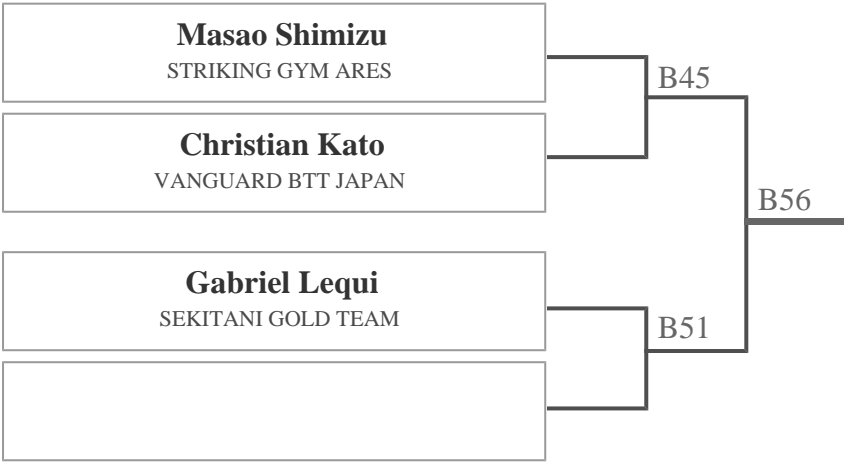 Masao Shimizu
STRIKING GYM ARES
B45
Christian Kato
VANGUARD BTT JAPAN
B56
Gabriel Lequi
SEKITANI GOLD TEAM
B51